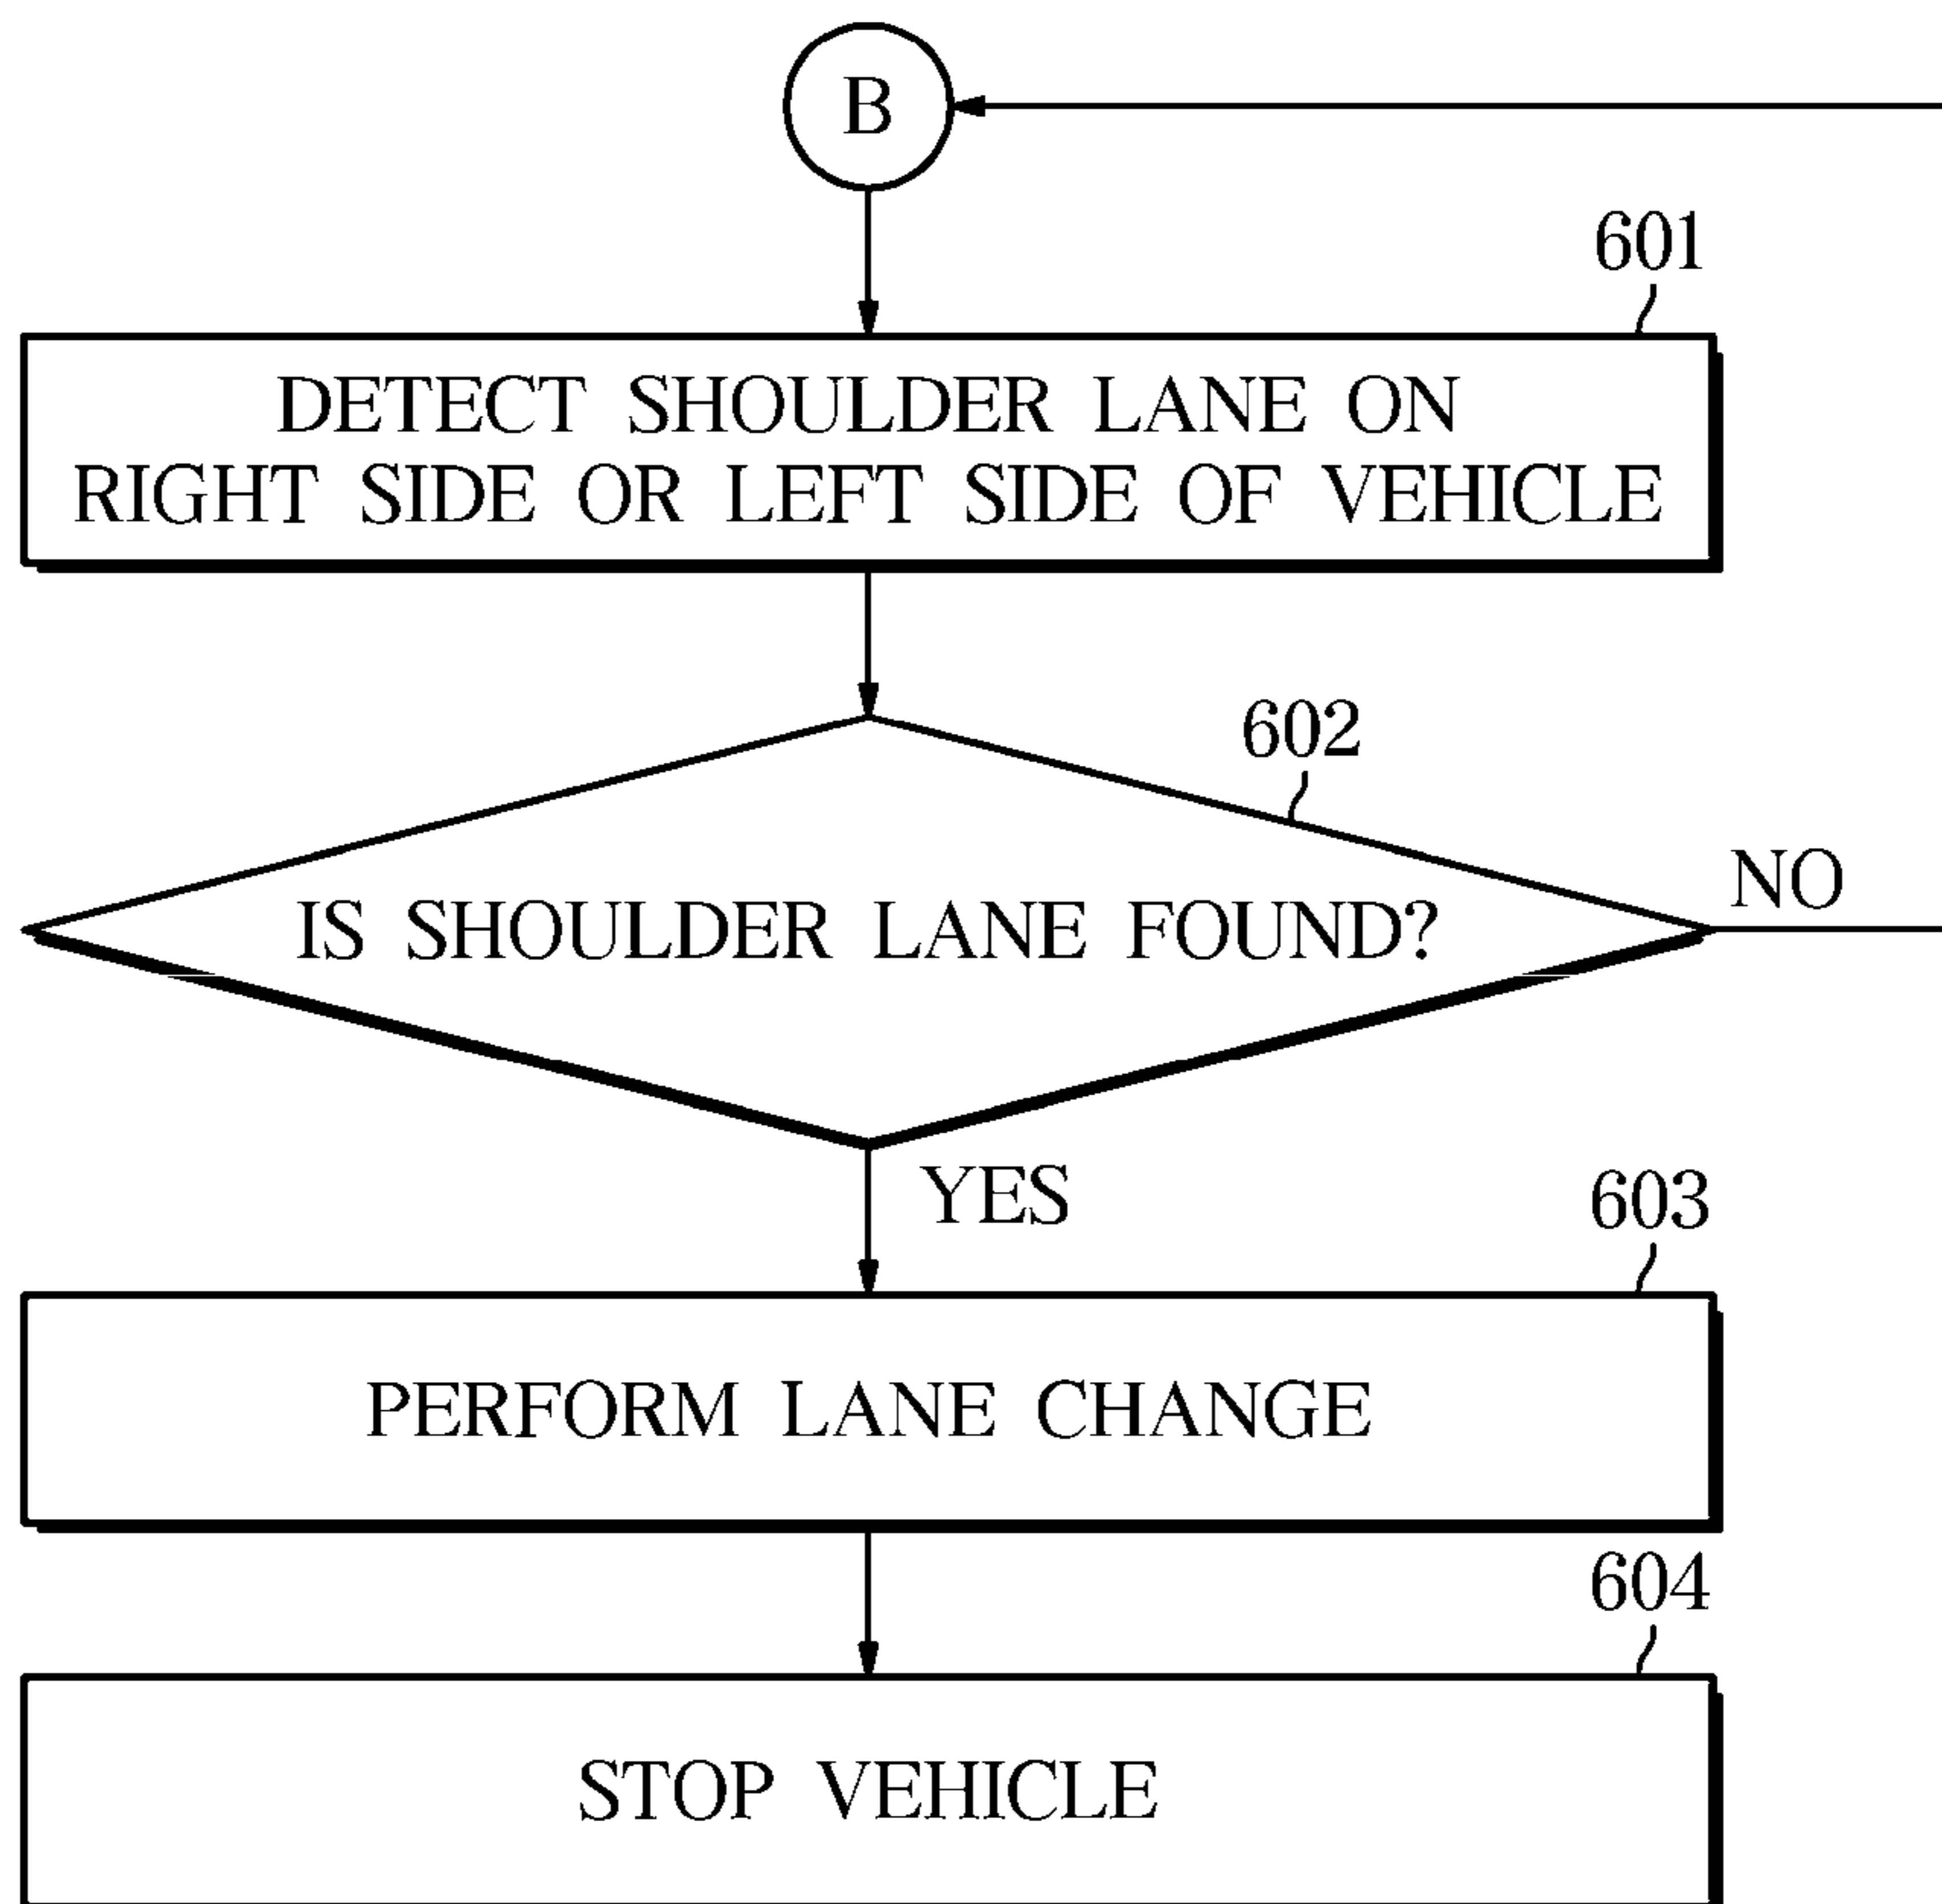 B
601
DETECT SHOULDER LANE ON
RIGHT SIDE OR LEFT SIDE OF VEHICLE
602
IS SHOULDER LANE FOUND?
NO
YES
603
PERFORM LANE CHANGE
604
STOP VEHICLE